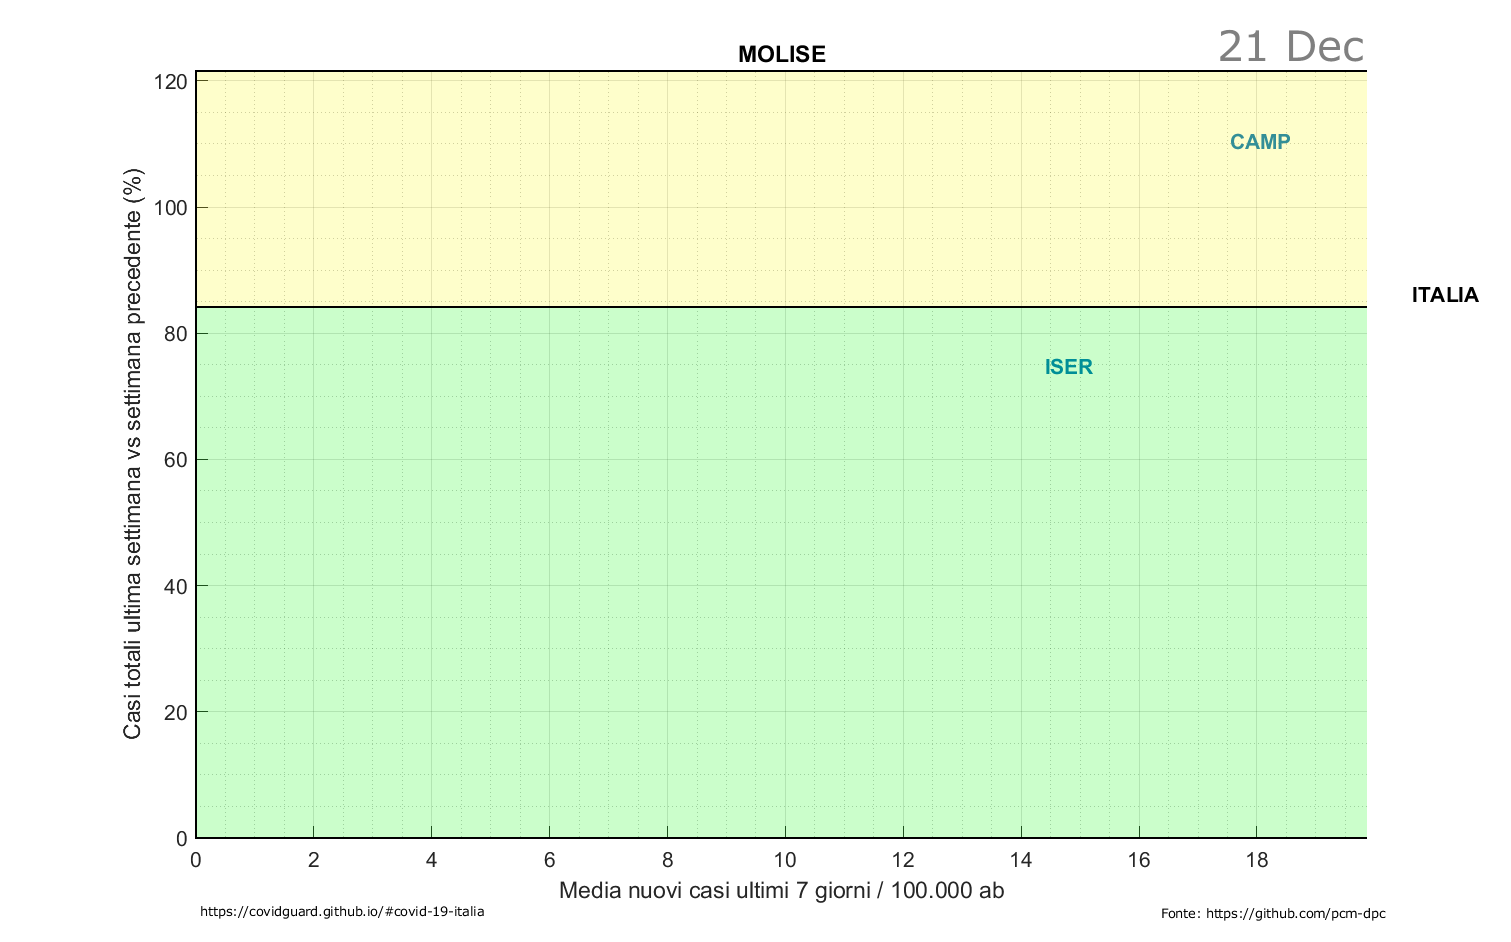 MOLISE
21 Dec
Casi totali ultima settimana vs settimana precedente (%)
120
100
80
60
40
20
0
CAMP
ITALIA
ISER
0 2 4 6 8 10 12 14 16 18
Media nuovi casi ultimi 7 giorni / 100.000 ab
https://covidguard.github.io/#covid-19-italia
Fonte: https://github.com/pcm-dpc